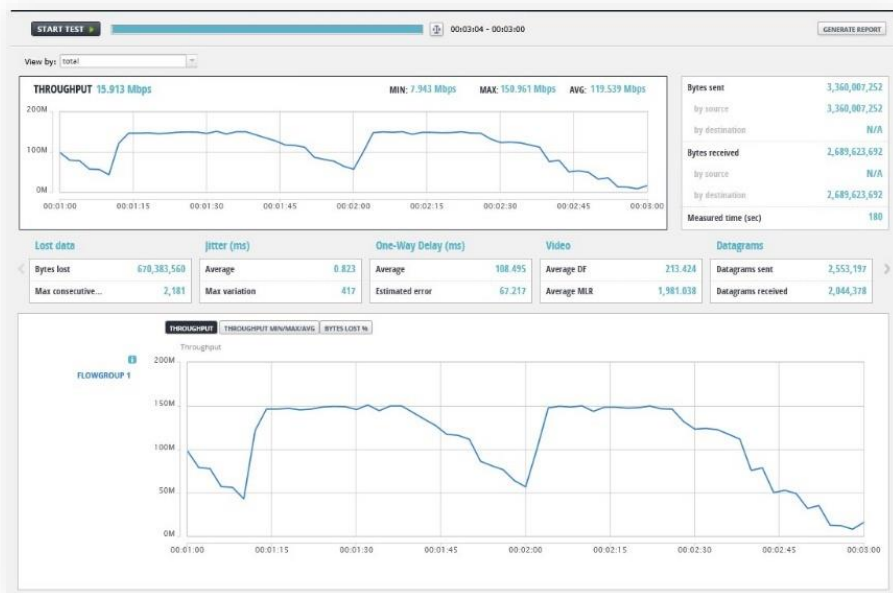 START TEST
00:03:04 - 00:03:00
GENERATE REPORT
View by: total
THROUGHPUT 15.913 Mbps MIN: 7.943 Mbps MAX: 150.961 Mbps AVG: 119.539 Mbps
200M
100M
0M
00:01:00 00:01:15 00:01:30 00:01:45 00:02:00 00:02:15 00:02:30 00:02:45 00:03:00
Bytes sent 3,360,007,252
by source 3,360,007,252
by destination N/A
Bytes received 2,689,623,692
by source N/A
by destination 2,689,623,692
Measured time (sec) 180
Lost data Jitter (ms) One-Way Delay (ms) Video Datagrams
Bytes lost 670,383,560 Average 0.823 Average 108.495 Average DF 213.424 Datagrams sent 2,553,197
Max consecutive... 2,181 Max variation 417 Estimated error 67.217 Average MLR 1,981.038 Datagrams received 2,044,378
THROUGHPUT THROUGHPUT MIN/MAX/AVG BYTES LOST %
Throughput
FLOWGROUP 1
200M
150M
100M
50M
0M
00:01:00 00:01:15 00:01:30 00:01:45 00:02:00 00:02:15 00:02:30 00:02:45 00:03:00